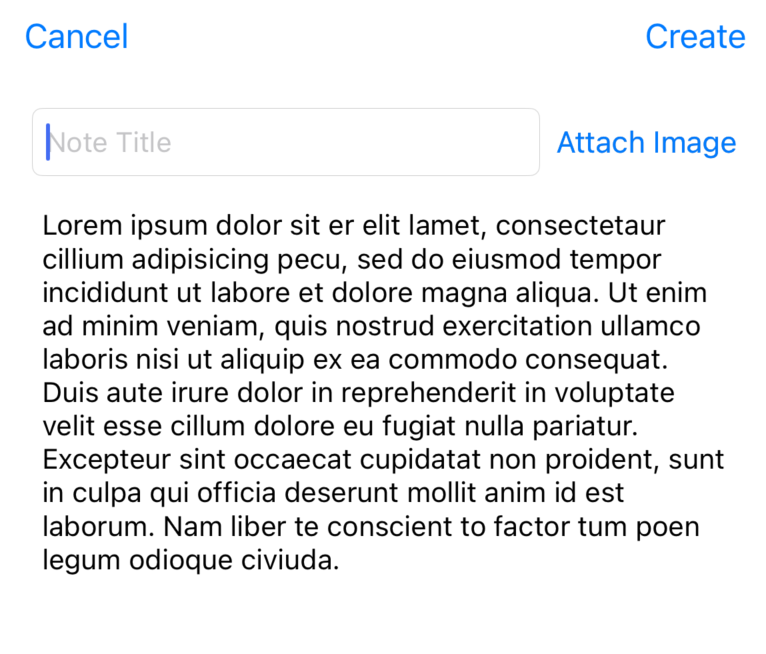 Cancel
Create
Note Title
Attach Image
Lorem ipsum dolor sit er elit lamet, consectetaur
cillium adipisicing pecu, sed do eiusmod tempor
incididunt ut labore et dolore magna aliqua. Ut enim
ad minim veniam, quis nostrud exercitation ullamco
laboris nisi ut aliquip ex ea commodo consequat.
Duis aute irure dolor in reprehenderit in voluptate
velit esse cillum dolore eu fugiat nulla pariatur.
Excepteur sint occaecat cupidatat non proident, sunt
in culpa qui officia deserunt mollit anim id est
laborum. Nam liber te conscient to factor tum poen
legum odioque civiuda.